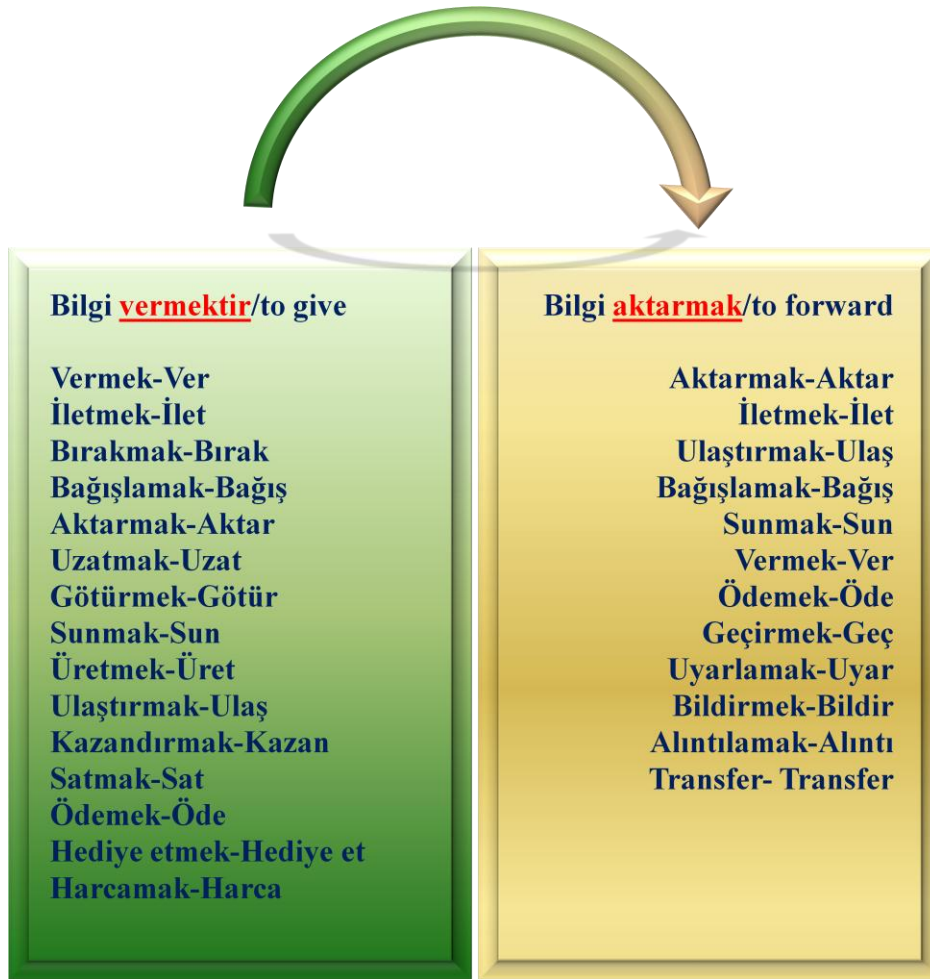 Bilgi vermektir/to give
Vermek-Ver
İletmek-İlet
Bırakmak-Bırak
Bağışlamak-Bağış
Aktarmak-Aktar
Uzatmak-Uzat
Götürmek-Götür
Sunmak-Sun
Üretmek-Üret
Ulaştırmak-Ulaş
Kazandırmak-Kazan
Satmak-Sat
Ödemek-Öde
Hediye etmek-Hediye et
Harcamak-Harca
Bilgi aktarmak/to forward
Aktarmak-Aktar
İletmek-İlet
Ulaştırmak-Ulaş
Bağışlamak-Bağış
Sunmak-Sun
Vermek-Ver
Ödemek-Öde
Geçirmek-Geç
Uyarlamak-Uyar
Bildirmek-Bildir
Alıntılamak-Alıntı
Transfer- Transfer